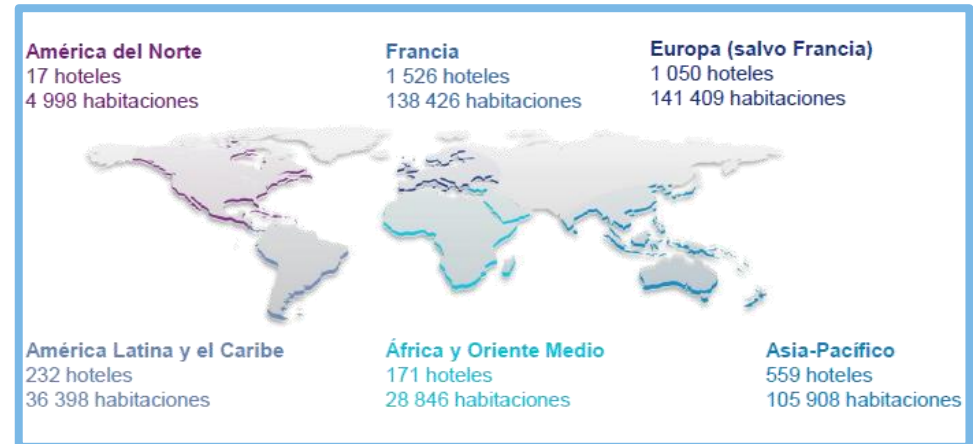 América del Norte
17 hoteles
4 998 habitaciones
Francia
1 526 hoteles
138 426 habitaciones
Europa (salvo Francia)
1 050 hoteles
141 409 habitaciones
América Latina y el Caribe
232 hoteles
36 398 habitaciones
África y Oriente Medio
171 hoteles
28 846 habitaciones
Asia-Pacífico
559 hoteles
105 908 habitaciones